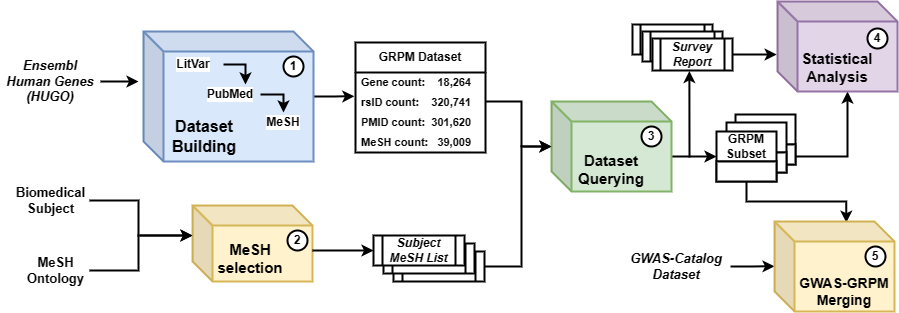 Ensembl
Human Genes
(HUGO)
1
LitVar
PubMed
MeSH
Dataset
Building
GRPM Dataset
Gene count: 18,264
rsID count: 320,741
PMID count: 301,620
MeSH count: 39,009
Biomedical
Subject
MeSH
Ontology
2
MeSH
selection
Subject
MeSH List
3
Dataset
Querying
Survey
Report
GRPM
Subset
4
Statistical
Analysis
GWAS-Catalog
Dataset
5
GWAS-GRPM
Merging